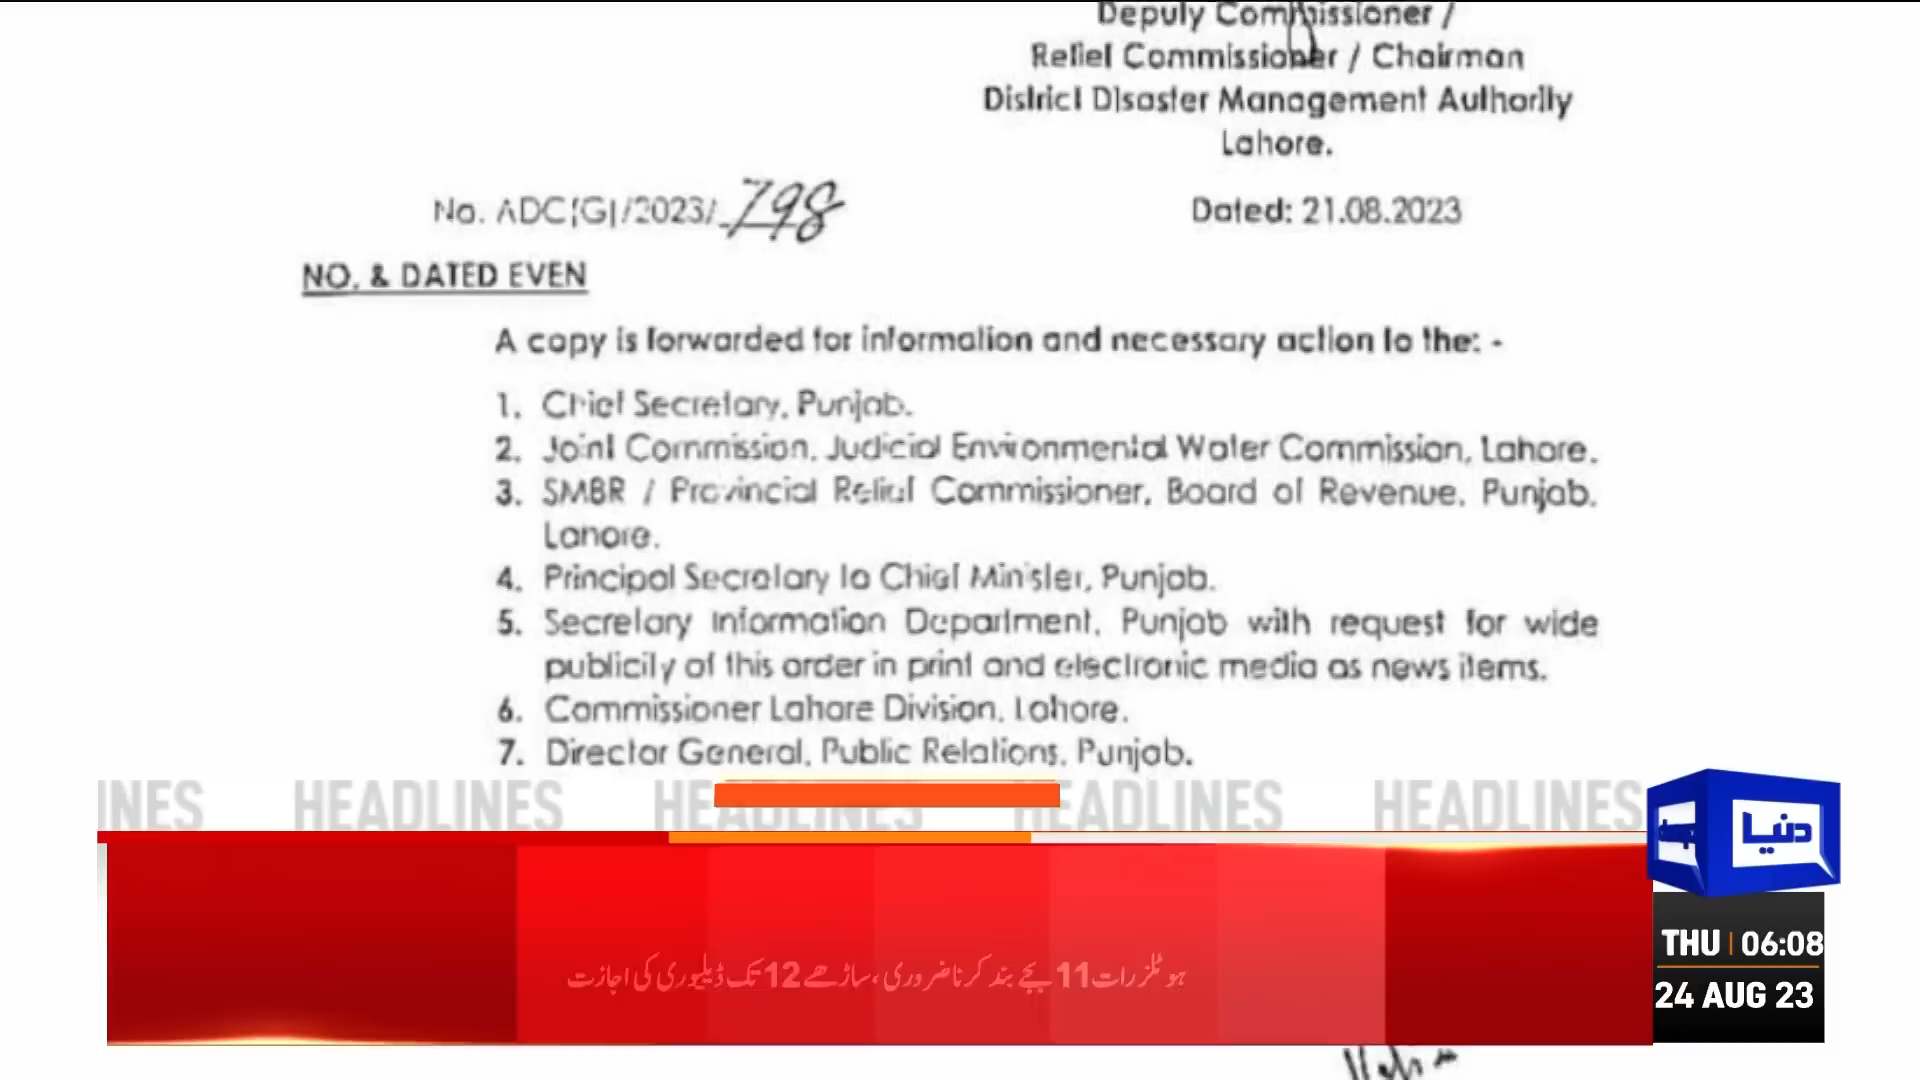 Deputy Commissioner /
Relief Commissioner / Chairman
District Disaster Management Authority
Lahore.
No. ADC(G)/2023/ 798
Dated: 21.08.2023
NO. & DATED EVEN
A copy is forwarded for information and necessary action to the: -
1. Chief Secretary, Punjab.
2. Joint Commission, Judicial Environmental Water Commission, Lahore.
3. SMBR / Provincial Relief Commissioner, Board of Revenue, Punjab,
Lahore.
4. Principal Secretary to Chief Minister, Punjab.
5. Secretary Information Department, Punjab with request for wide
publicity of this order in print and electronic media as news items.
6. Commissioner Lahore Division, Lahore.
7. Director General, Public Relations, Punjab.
INES HEADLINES HEADLINES HEADLINES HEADLINES
دنیا
ہوٹلز رات 11 بجے بند کرنا ضروری، ساڑھے 12 تک ڈیلیوری کی اجازت
THU 06:08
24 AUG 23